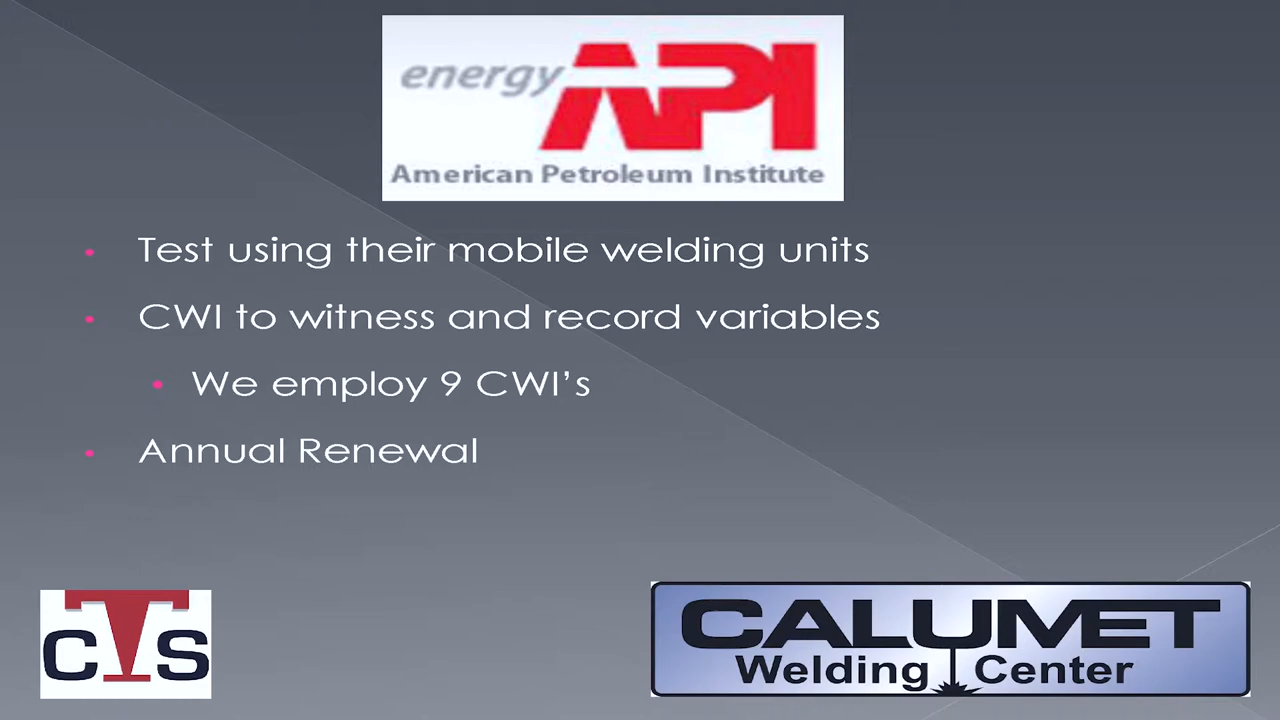 energy API
American Petroleum Institute
• Test using their mobile welding units
• CWI to witness and record variables
• We employ 9 CWI’s
• Annual Renewal
CTS
CALUMET
Welding Center